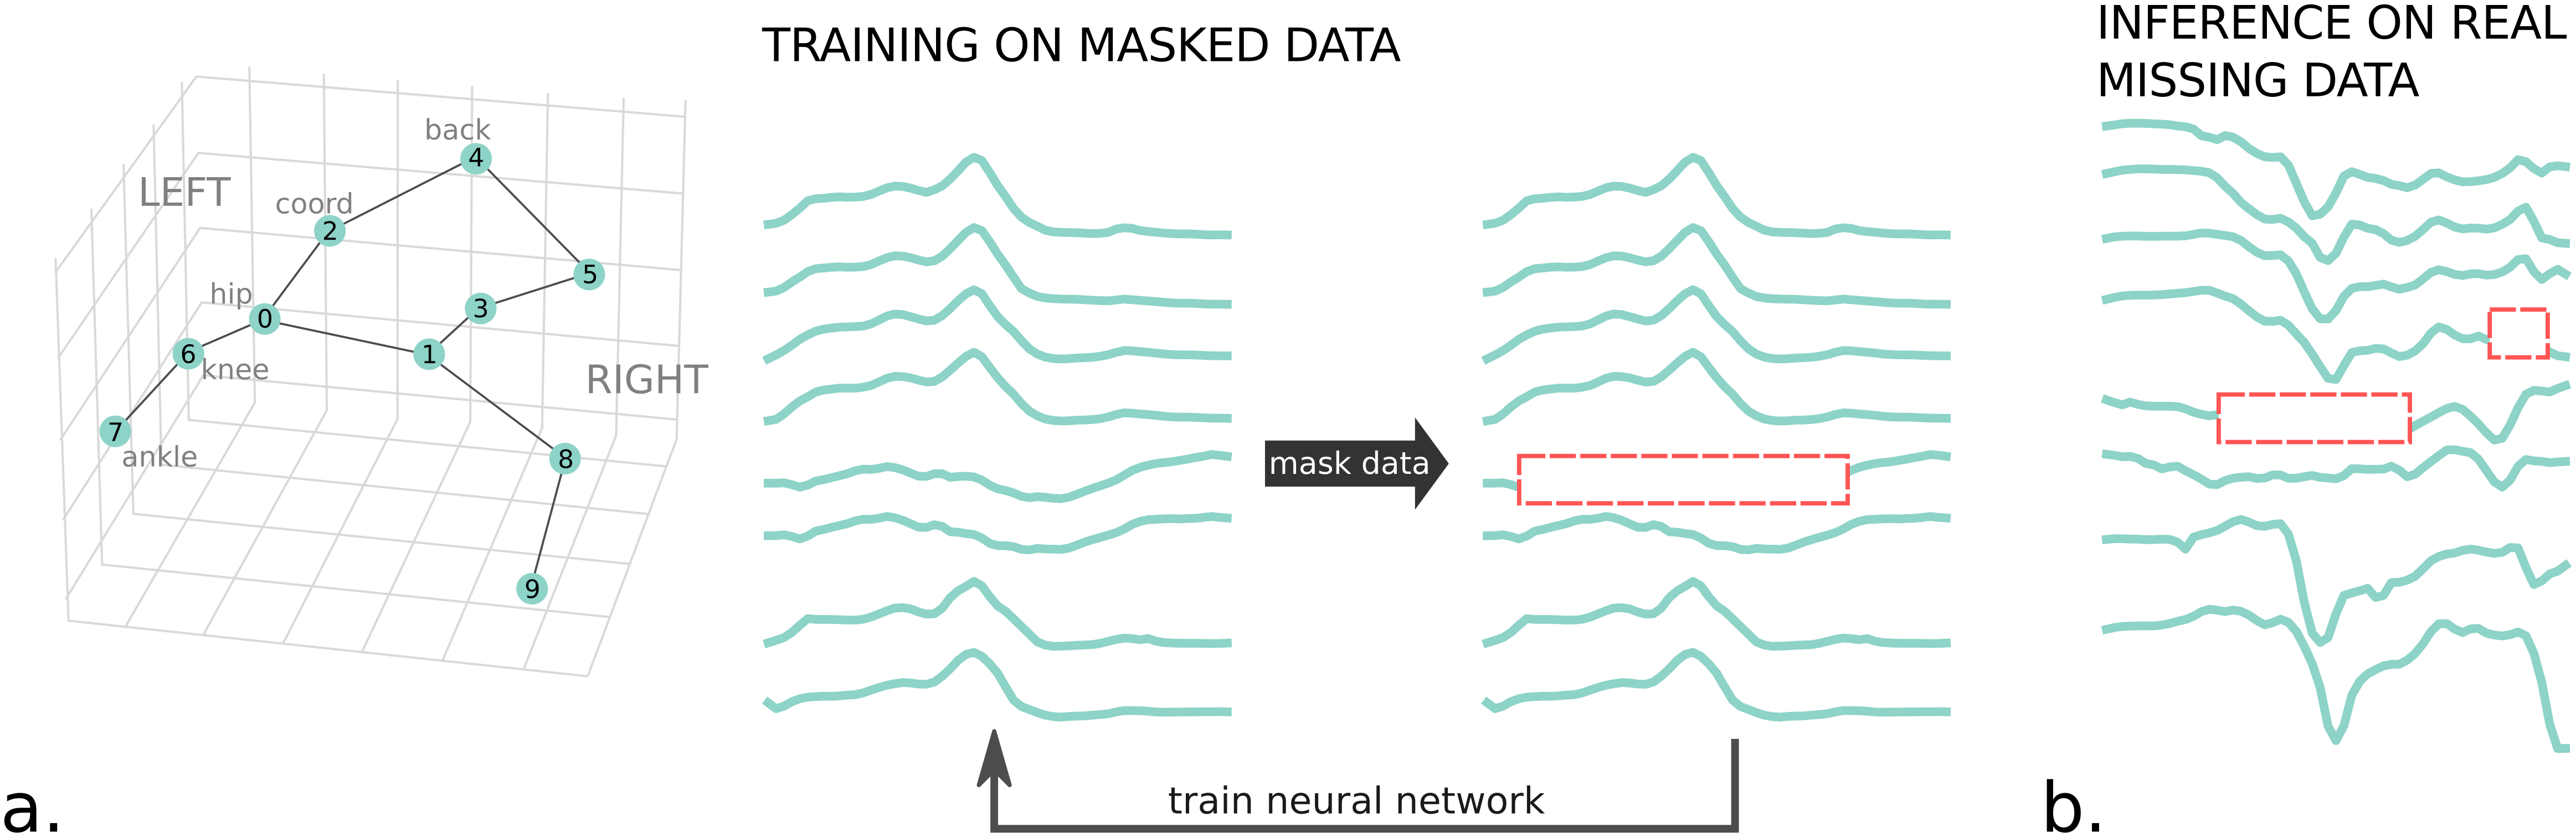 TRAINING ON MASKED DATA
INFERENCE ON REAL
MISSING DATA
back
4
LEFT
coord
2
5
hip
0
3
6
1
knee
RIGHT
7
ankle
8
9
mask data
train neural network
a.
b.